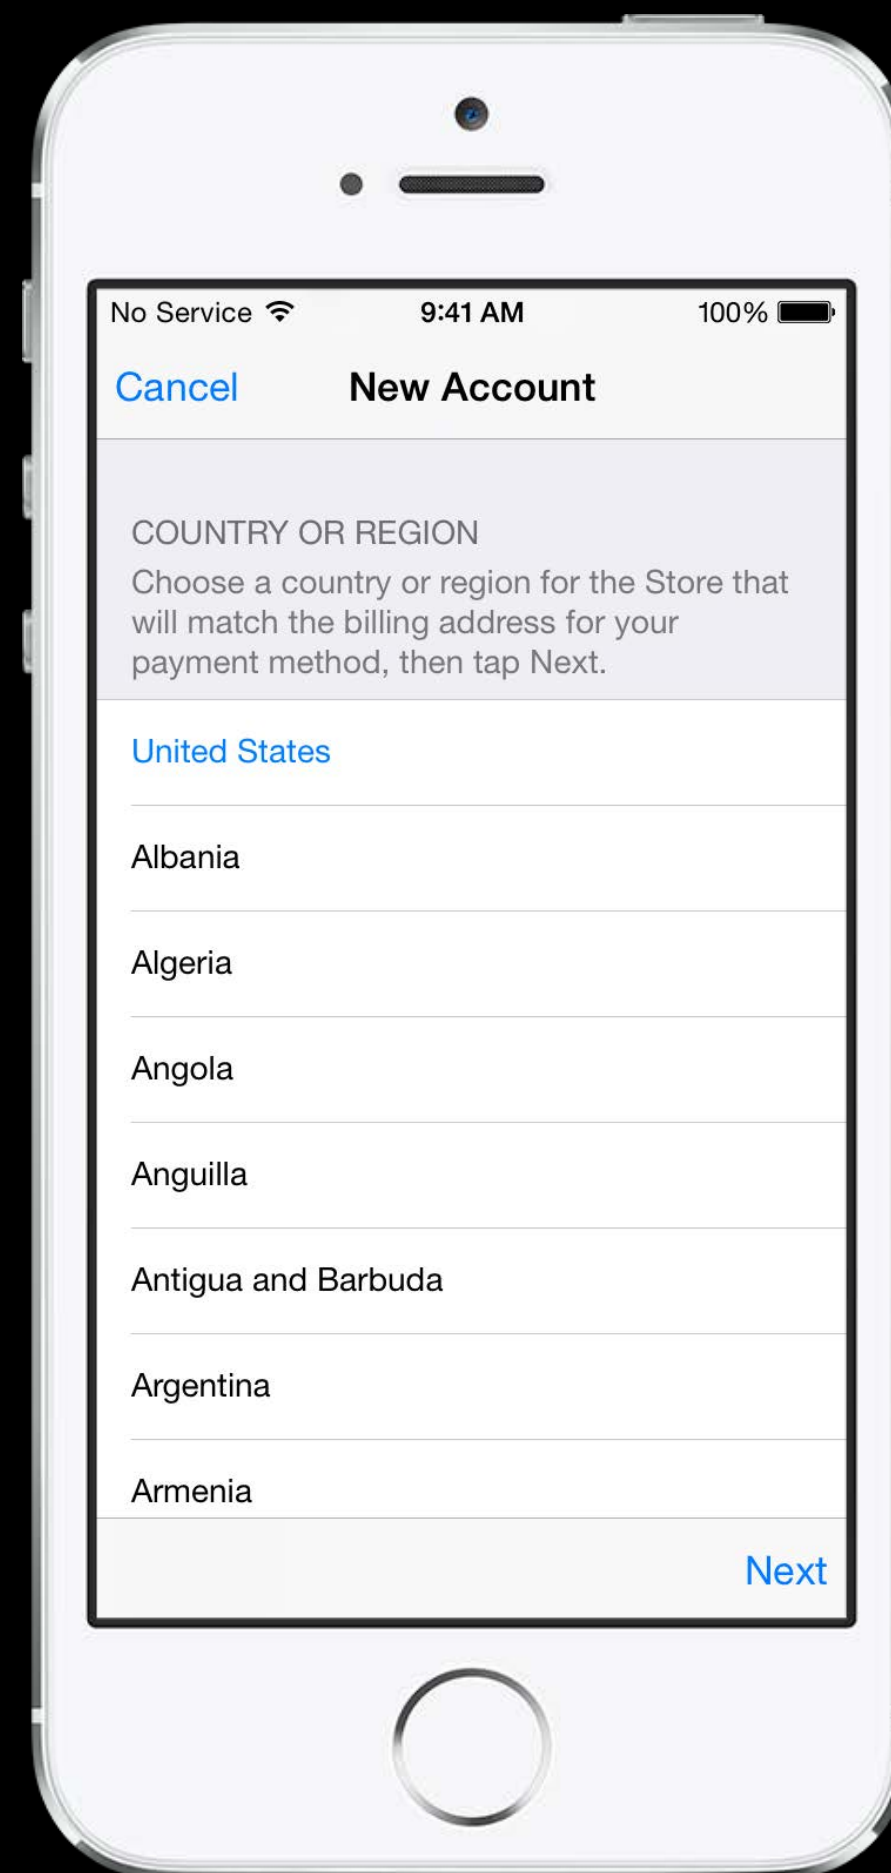 No Service 9:41 AM 100%
Cancel New Account
COUNTRY OR REGION
Choose a country or region for the Store that
will match the billing address for your
payment method, then tap Next.
United States
Albania
Algeria
Angola
Anguilla
Antigua and Barbuda
Argentina
Armenia
Next